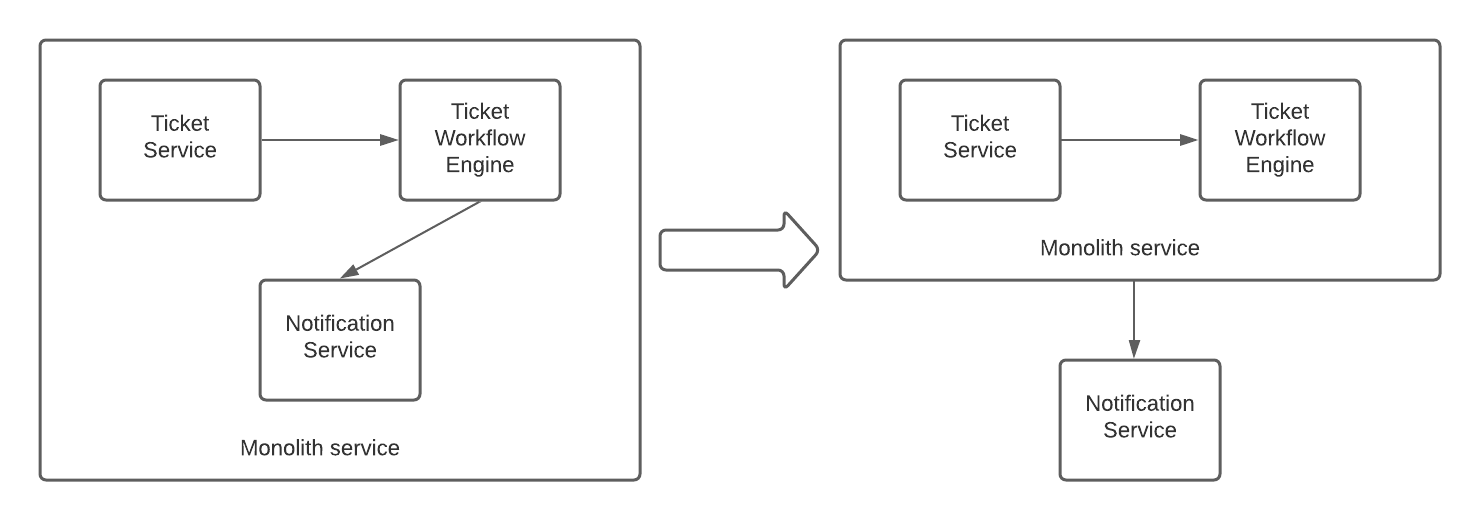 Ticket
Service
Ticket
Workflow
Engine
Notification
Service
Monolith service
Ticket
Service
Ticket
Workflow
Engine
Monolith service
Notification
Service